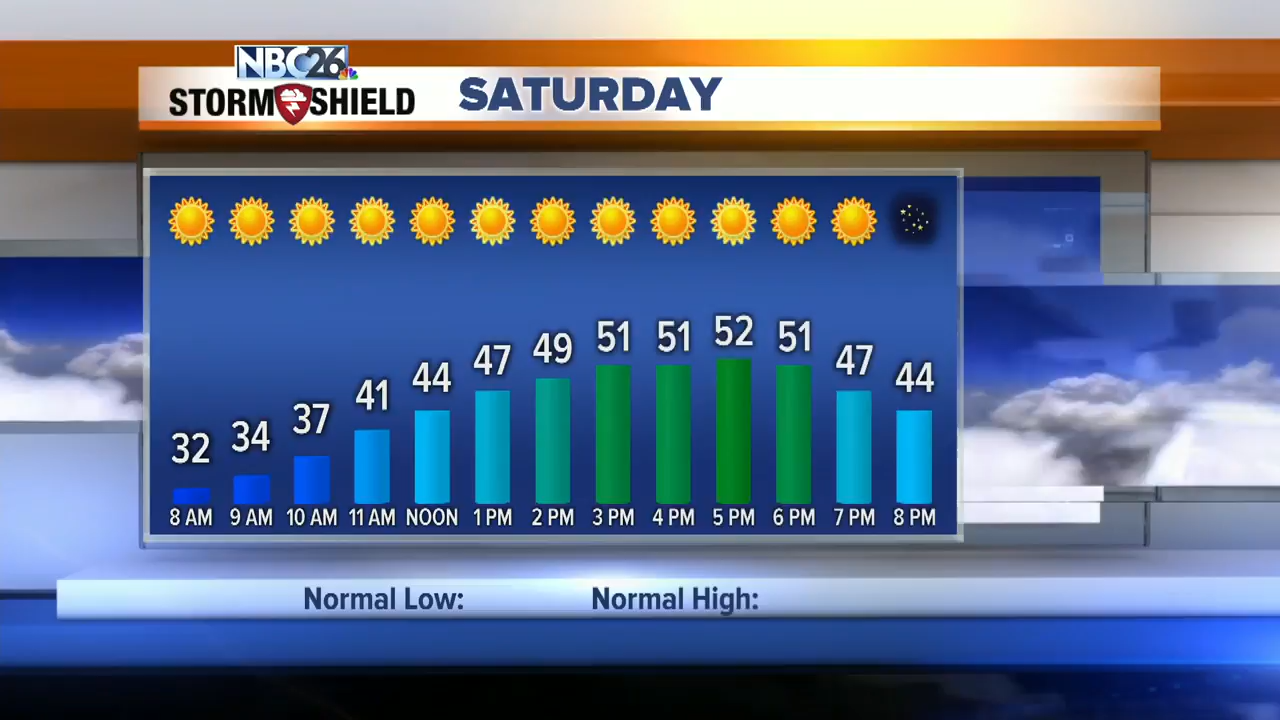 NBC26
STORM SHIELD
SATURDAY
32 34 37 41 44 47 49 51 51 52 51 47 44
8 AM 9 AM 10 AM 11 AM NOON 1 PM 2 PM 3 PM 4 PM 5 PM 6 PM 7 PM 8 PM
Normal Low: Normal High: